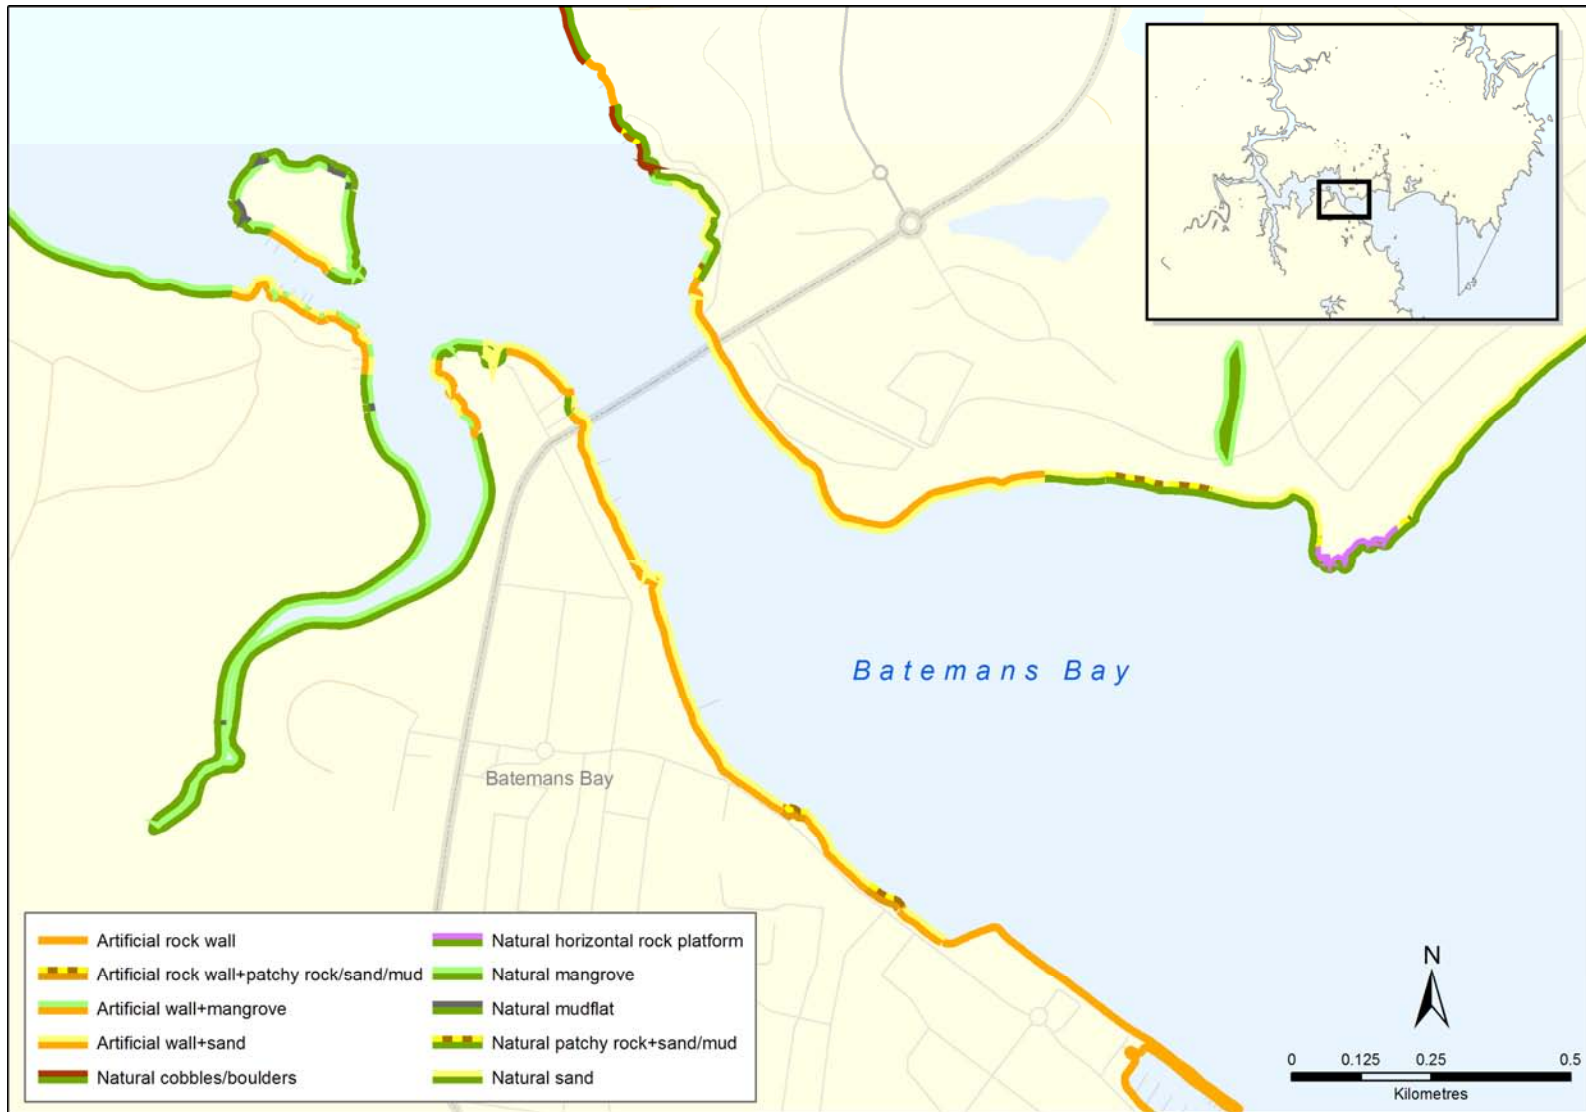 Batemans Bay
Batemans Bay
Artificial rock wall
Artificial rock wall+patchy rock/sand/mud
Artificial wall+mangrove
Artificial wall+sand
Natural cobbles/boulders
Natural horizontal rock platform
Natural mangrove
Natural mudflat
Natural patchy rock+sand/mud
Natural sand
N
0 0.125 0.25 0.5
Kilometres